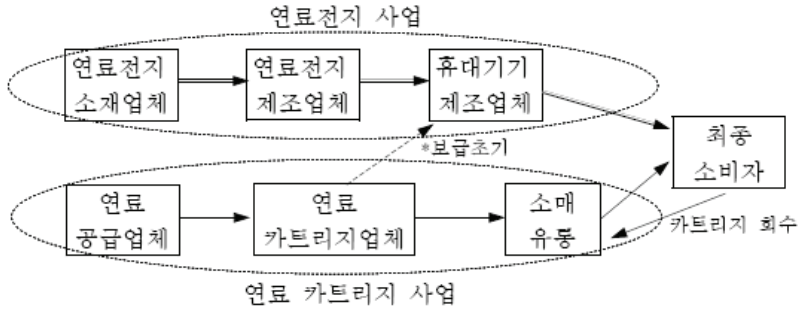 연료전지 사업
연료전지
소재업체
연료전지
제조업체
휴대기기
제조업체
최종
소비자
*보급초기
연료
공급업체
연료
카트리지업체
소매
유통
카트리지 회수
연료 카트리지 사업